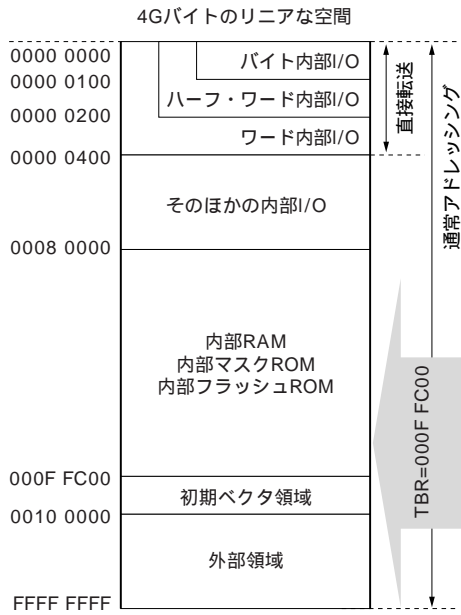 4Gバイトのリニアな空間
0000 0000
バイト内部I/O
0000 0100
ハーフ・ワード内部I/O
0000 0200
ワード内部I/O
0000 0400
直接転送
通常アドレッシング
そのほかの内部I/O
0008 0000
内部RAM
内部マスクROM
内部フラッシュROM
TBR=000F FC00
000F FC00
初期ベクタ領域
0010 0000
外部領域
FFFF FFFF